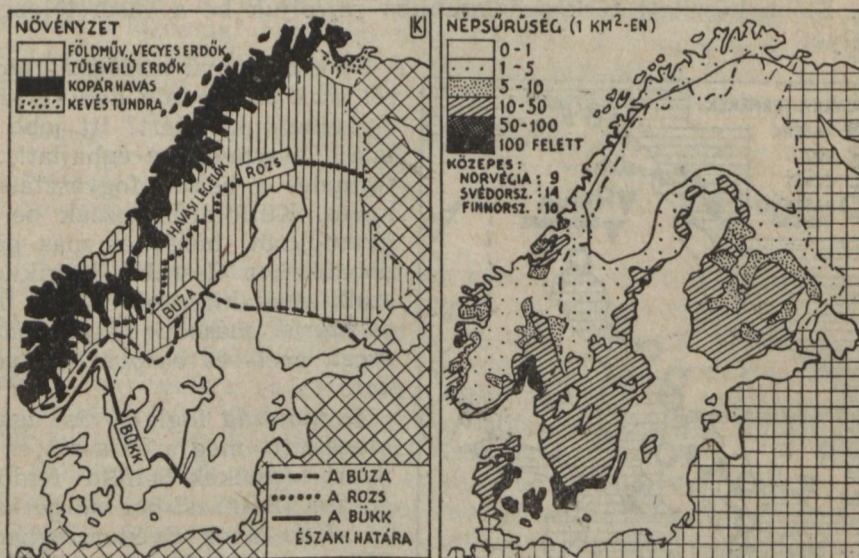 NÖVÉNYZET
K
FÖLDMŰV., VEGYES ERDŐK
TŰLEVELŰ ERDŐK
KOPÁR HAVAS
KEVÉS TUNDRA
HAVASI LEGELŐK
ROZS
BÚZA
BÜKK
A BÚZA
A ROZS
A BÜKK
ÉSZAKI HATÁRA
NÉPSŰRŰSÉG (1 KM²-EN)
0-1
1-5
5-10
10-50
50-100
100 FELETT
KÖZEPES:
NORVÉGIA: 9
SVÉDORSZ.: 14
FINNORSZ.: 10